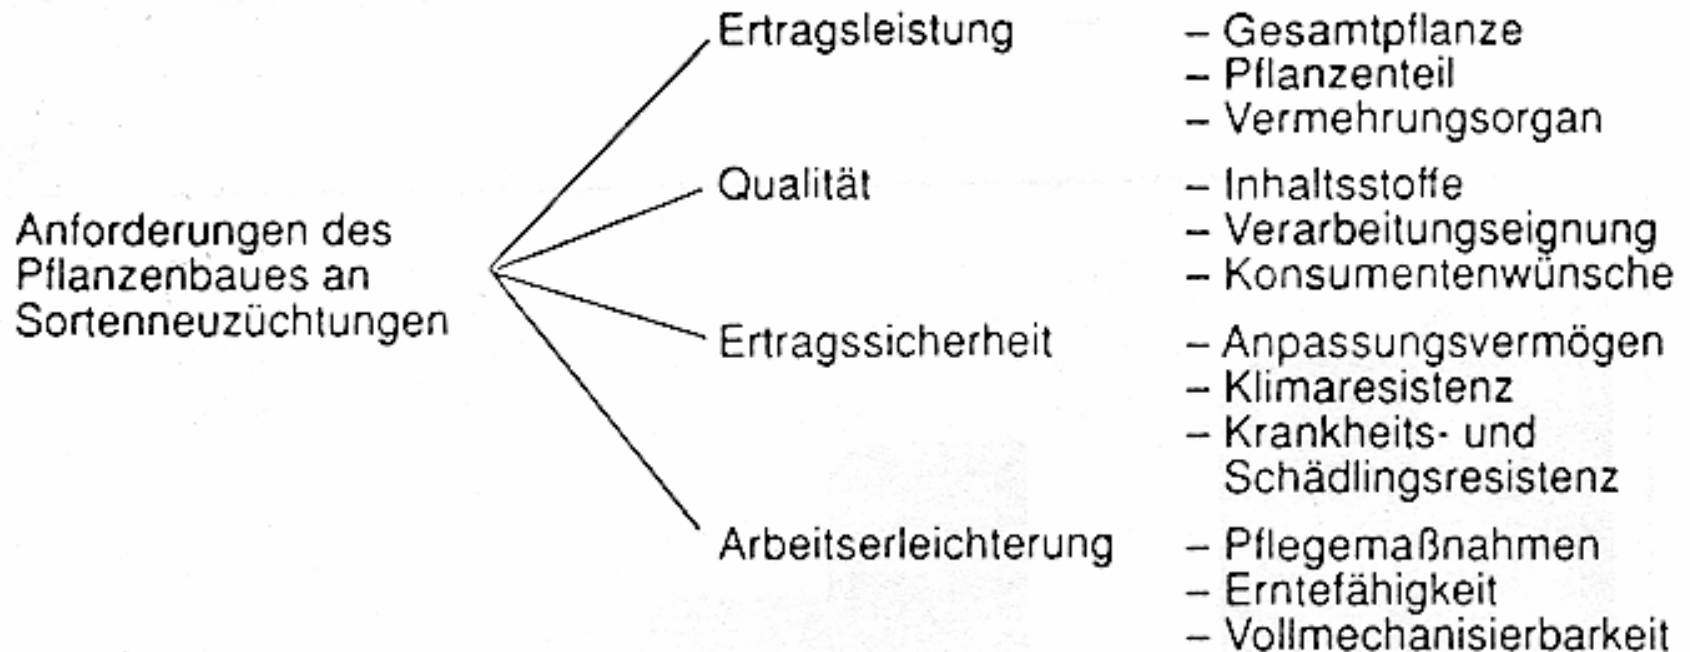 Ertragsleistung
– Gesamtpflanze
– Pflanzenteil
– Vermehrungsorgan
Qualität
– Inhaltsstoffe
– Verarbeitungseignung
– Konsumentenwünsche
Anforderungen des
Pflanzenbaues an
Sortenneuzüchtungen
Ertragssicherheit
– Anpassungsvermögen
– Klimaresistenz
– Krankheits- und
Schädlingsresistenz
Arbeitserleichterung
– Pflegemaßnahmen
– Erntefähigkeit
– Vollmechanisierbarkeit